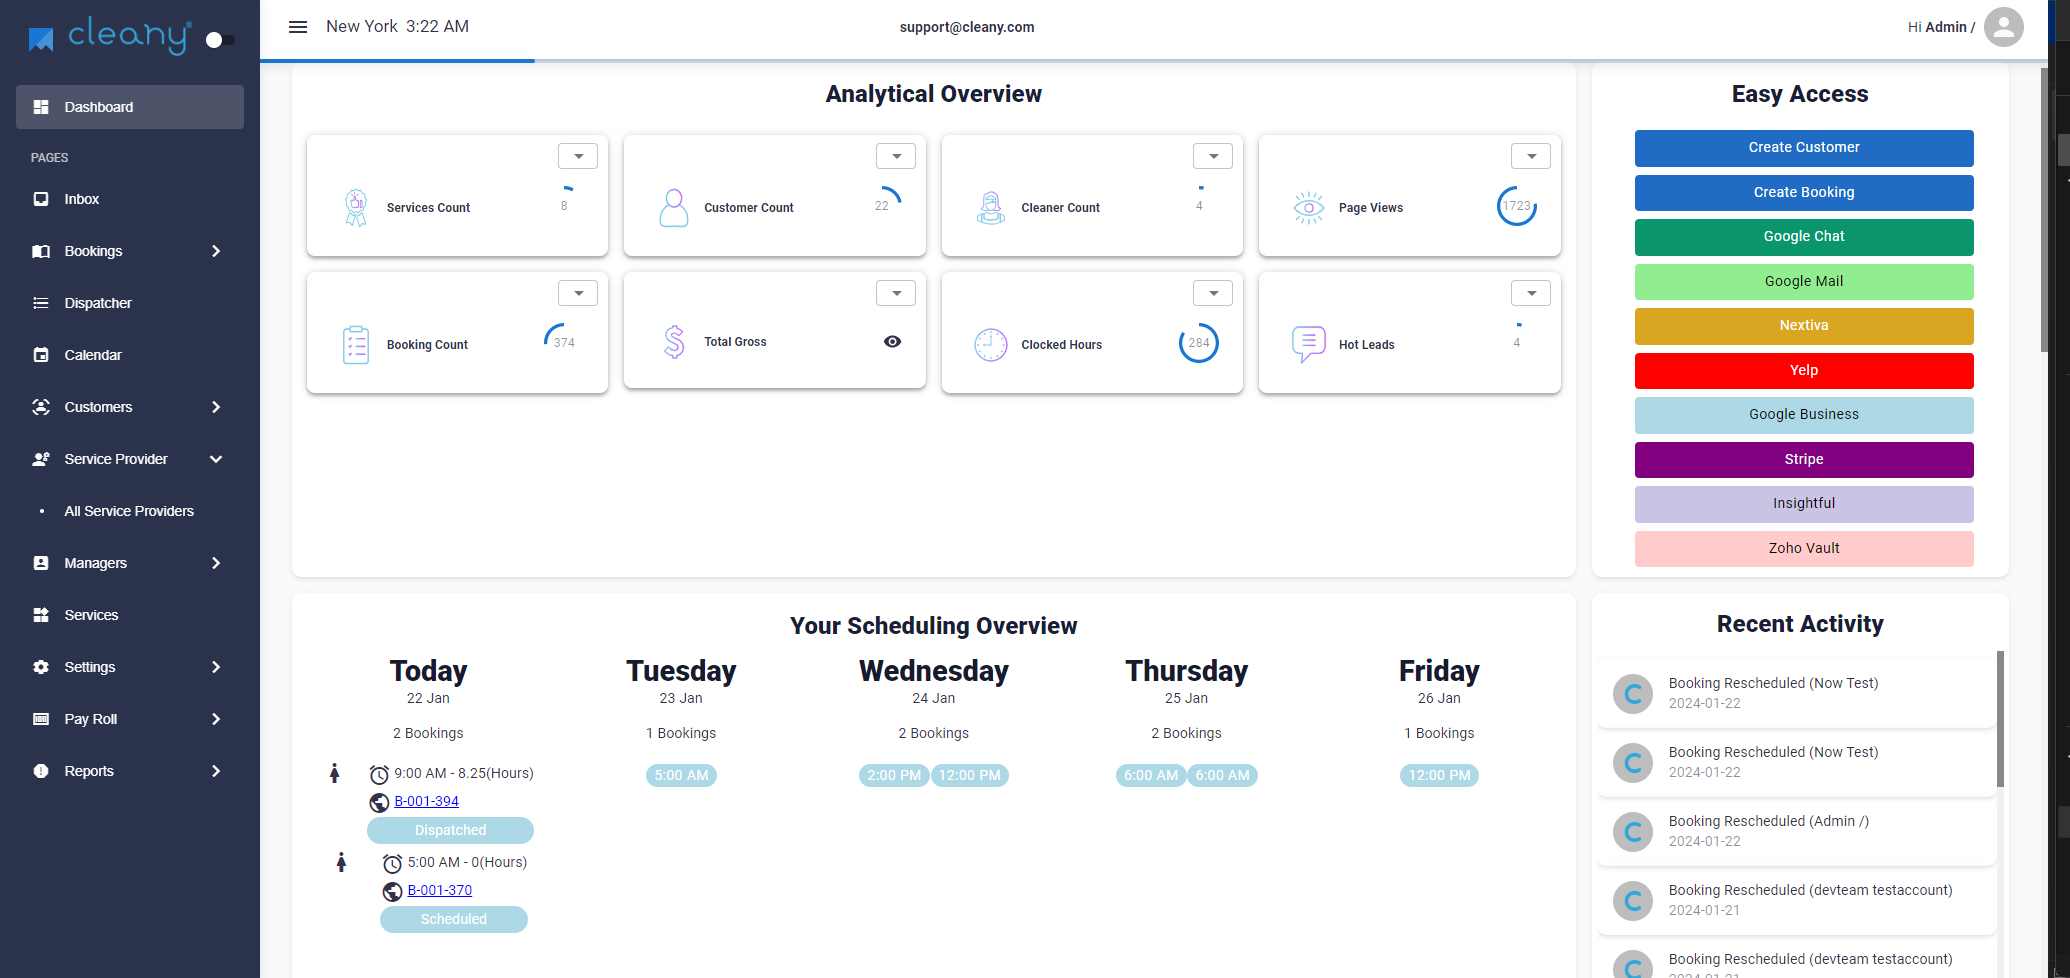 cleany®
New York 3:22 AM
support@cleany.com
Hi Admin /
Dashboard
PAGES
Inbox
Bookings
Dispatcher
Calendar
Customers
Service Provider
All Service Providers
Managers
Services
Settings
Pay Roll
Reports
Analytical Overview
Services Count
8
Customer Count
22
Cleaner Count
4
Page Views
1723
Booking Count
374
Total Gross
Clocked Hours
284
Hot Leads
4
Easy Access
Create Customer
Create Booking
Google Chat
Google Mail
Nextiva
Yelp
Google Business
Stripe
Insightful
Zoho Vault
Your Scheduling Overview
Today
22 Jan
2 Bookings
9:00 AM - 8.25(Hours)
B-001-394
Dispatched
5:00 AM - 0(Hours)
B-001-370
Scheduled
Tuesday
23 Jan
1 Bookings
5:00 AM
Wednesday
24 Jan
2 Bookings
2:00 PM 12:00 PM
Thursday
25 Jan
2 Bookings
6:00 AM 6:00 AM
Friday
26 Jan
1 Bookings
12:00 PM
Recent Activity
Booking Rescheduled (Now Test)
2024-01-22
Booking Rescheduled (Now Test)
2024-01-22
Booking Rescheduled (Admin /)
2024-01-22
Booking Rescheduled (devteam testaccount)
2024-01-21
Booking Rescheduled (devteam testaccount)